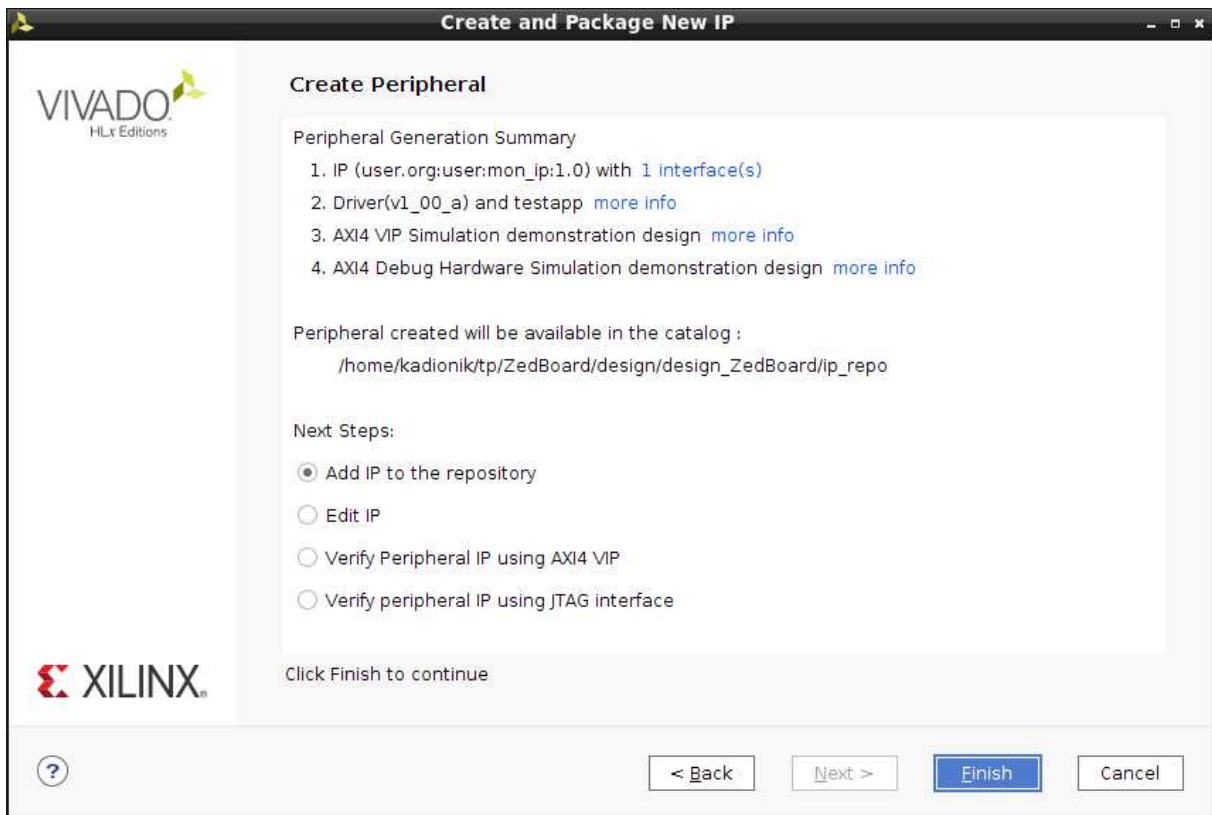 Create and Package New IP
VIVADO
HLx Editions
Create Peripheral
Peripheral Generation Summary
1. IP (user.org:user:mon_ip:1.0) with 1 interface(s)
2. Driver(v1_00_a) and testapp more info
3. AXI4 VIP Simulation demonstration design more info
4. AXI4 Debug Hardware Simulation demonstration design more info
Peripheral created will be available in the catalog :
/home/kadionik/tp/ZedBoard/design/design_ZedBoard/ip_repo
Next Steps:
Add IP to the repository
Edit IP
Verify Peripheral IP using AXI4 VIP
Verify peripheral IP using JTAG interface
XILINX®
Click Finish to continue
?
< Back
Next >
Finish
Cancel